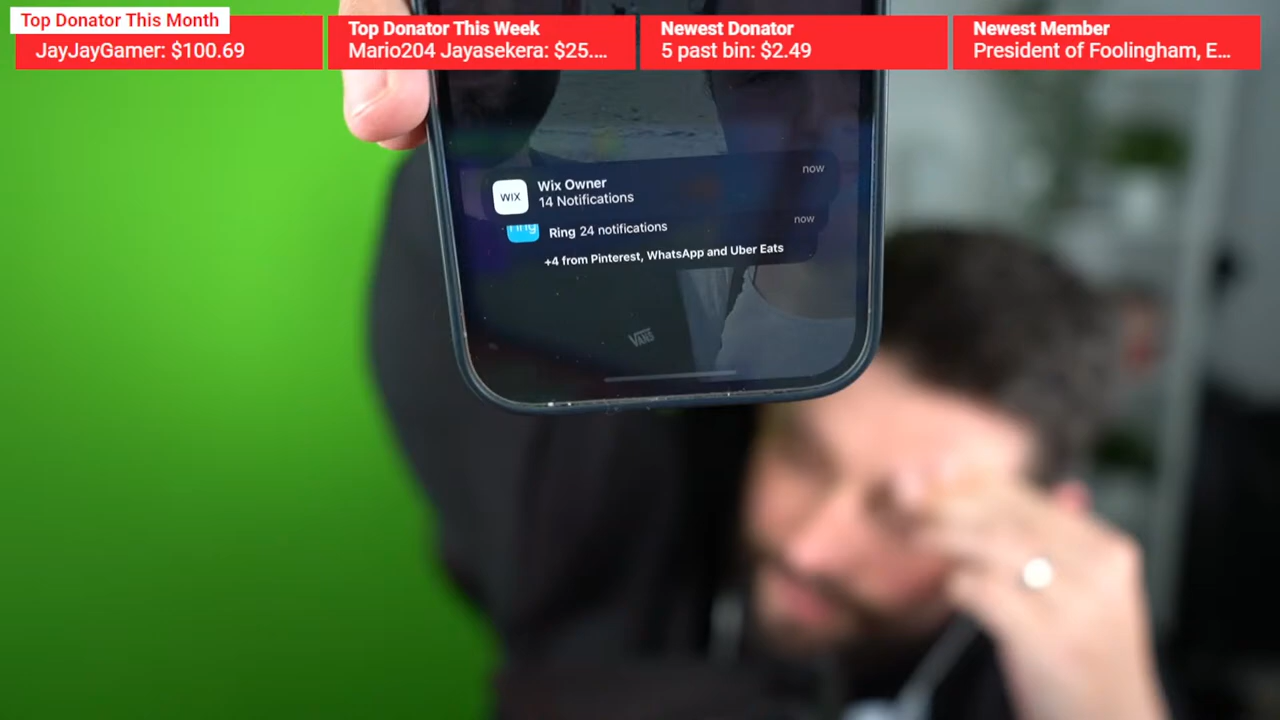 Top Donator This Month
JayJayGamer: $100.69
Top Donator This Week
Mario204 Jayasekera: $25....
Newest Donator
5 past bin: $2.49
Newest Member
President of Foolingham, E...
now
WIX
Wix Owner
14 Notifications
now
ring
Ring 24 notifications
+4 from Pinterest, WhatsApp and Uber Eats
VANS